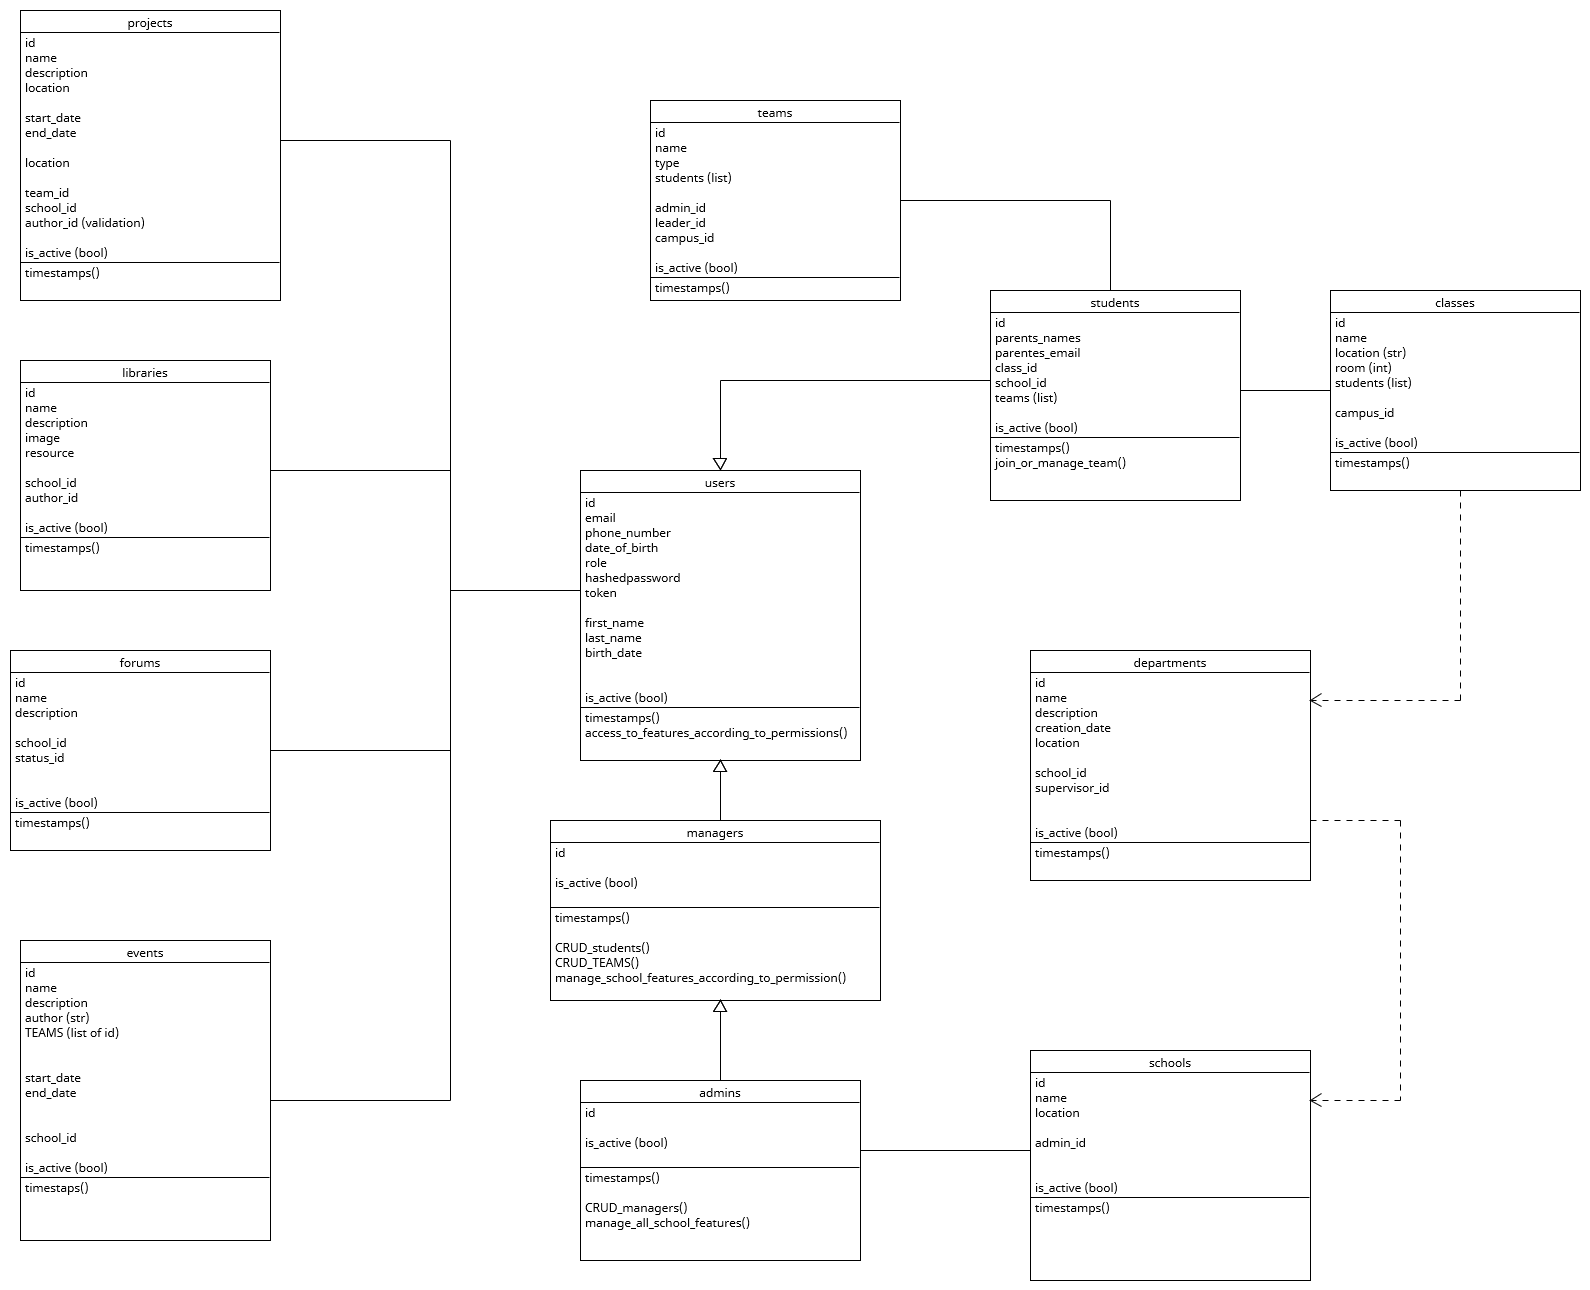 projects
id
name
description
location
start_date
end_date
location
team_id
school_id
author_id (validation)
is_active (bool)
timestamps()
teams
id
name
type
students (list)
admin_id
leader_id
campus_id
is_active (bool)
timestamps()
students
id
parents_names
parentes_email
class_id
school_id
teams (list)
is_active (bool)
timestamps()
join_or_manage_team()
classes
id
name
location (str)
room (int)
students (list)
campus_id
is_active (bool)
timestamps()
libraries
id
name
description
image
resource
school_id
author_id
is_active (bool)
timestamps()
users
id
email
phone_number
date_of_birth
role
hashedpassword
token
first_name
last_name
birth_date
is_active (bool)
timestamps()
access_to_features_according_to_permissions()
forums
id
name
description
school_id
status_id
is_active (bool)
timestamps()
departments
id
name
description
creation_date
location
school_id
supervisor_id
is_active (bool)
timestamps()
managers
id
is_active (bool)
timestamps()
CRUD_students()
CRUD_TEAMS()
manage_school_features_according_to_permission()
events
id
name
description
author (str)
TEAMS (list of id)
start_date
end_date
school_id
is_active (bool)
timestaps()
admins
id
is_active (bool)
timestamps()
CRUD_managers()
manage_all_school_features()
schools
id
name
location
admin_id
is_active (bool)
timestamps()